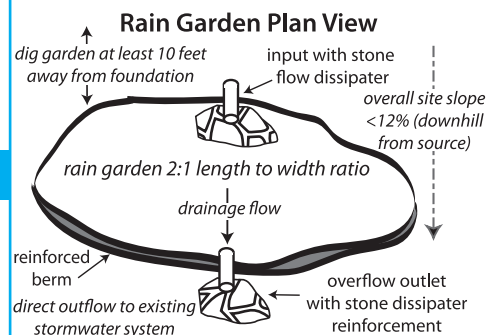 Rain Garden Plan View
dig garden at least 10 feet
away from foundation
input with stone
flow dissipater
overall site slope
<12% (downhill
from source)
rain garden 2:1 length to width ratio
drainage flow
reinforced
berm
direct outflow to existing
stormwater system
overflow outlet
with stone dissipater
reinforcement